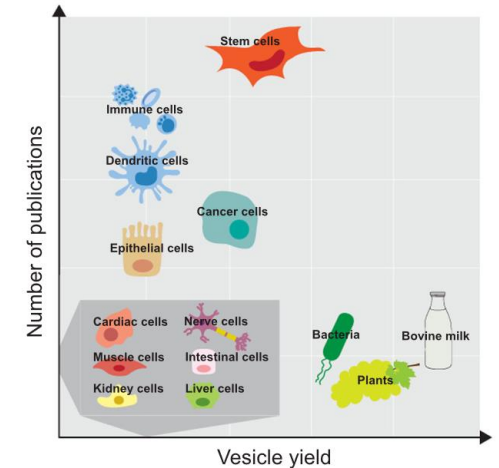 Stem cells
Immune cells
Dendritic cells
Cancer cells
Epithelial cells
Cardiac cells
Nerve cells
Muscle cells
Intestinal cells
Kidney cells
Liver cells
Bacteria
Bovine milk
Plants
Number of publications
Vesicle yield